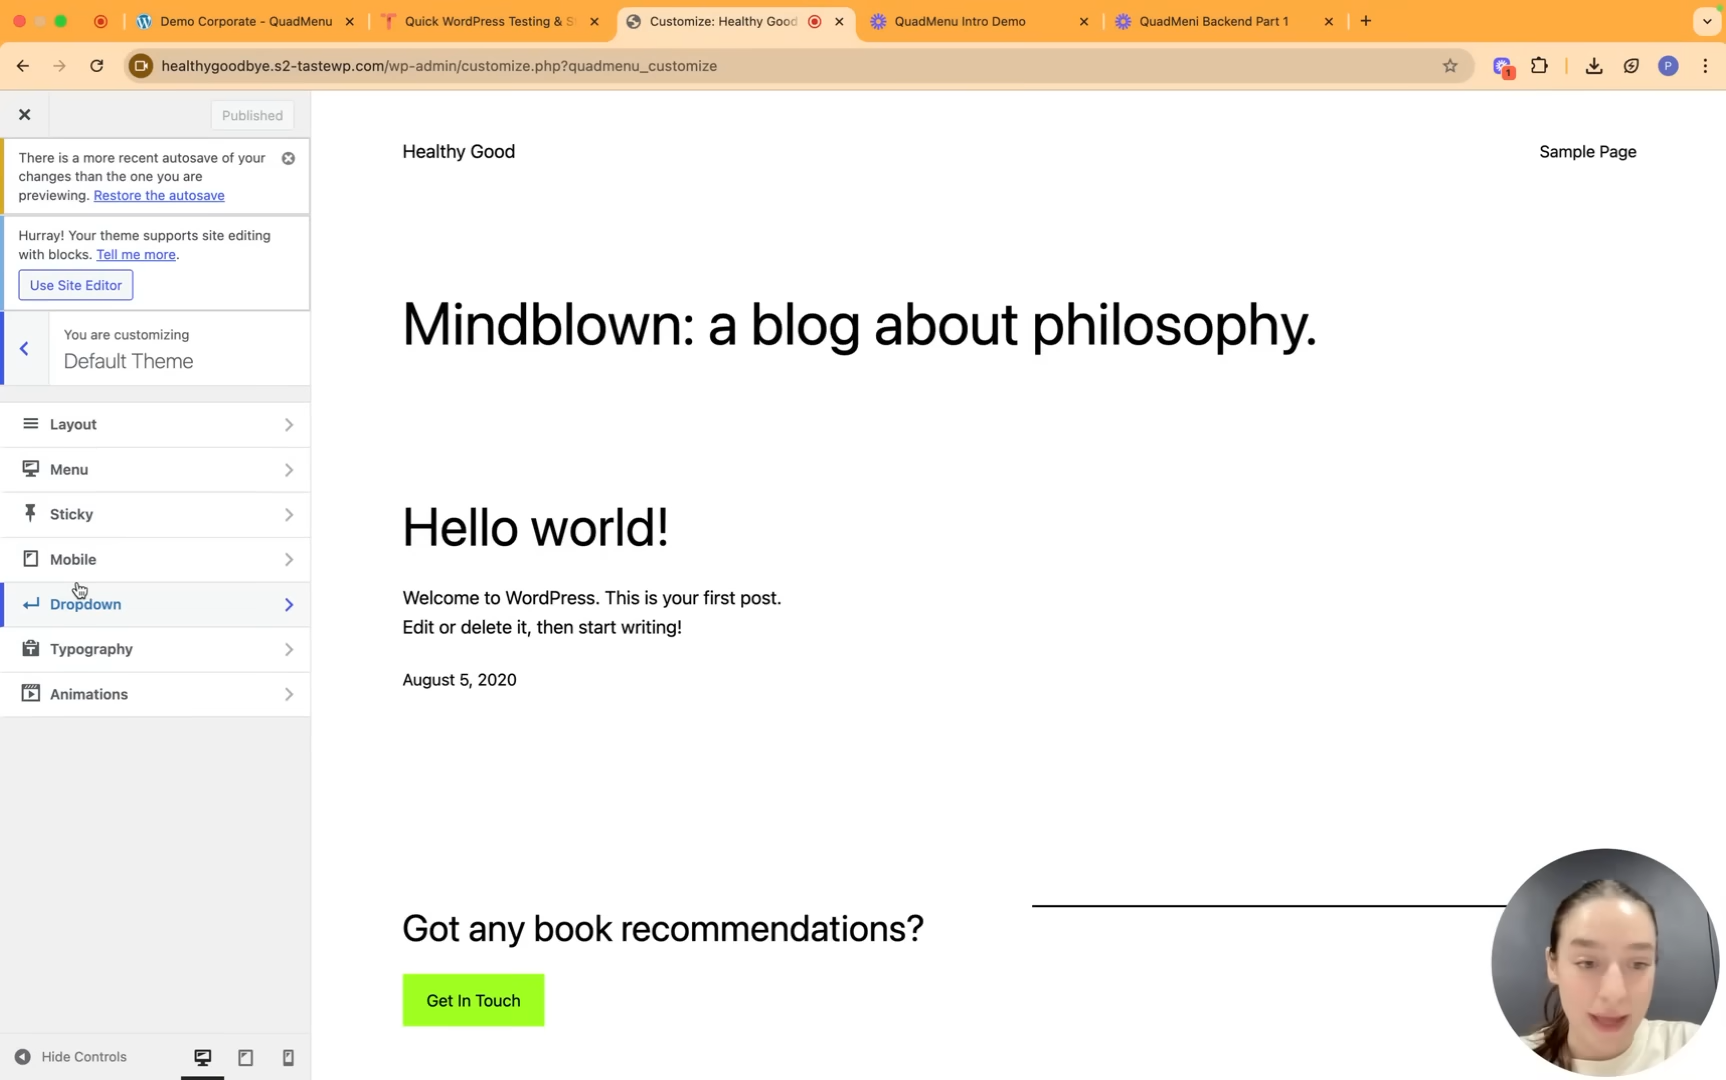 Demo Corporate - QuadMenu
Quick WordPress Testing & S
Customize: Healthy Good
QuadMenu Intro Demo
QuadMeni Backend Part 1
healthygoodbye.s2-tastewp.com/wp-admin/customize.php?quadmenu_customize
1
P
Published
There is a more recent autosave of your
changes than the one you are
previewing. Restore the autosave
Hurray! Your theme supports site editing
with blocks. Tell me more.
Use Site Editor
You are customizing
Default Theme
Layout
Menu
Sticky
Mobile
Dropdown
Typography
Animations
Hide Controls
Healthy Good
Sample Page
Mindblown: a blog about philosophy.
Hello world!
Welcome to WordPress. This is your first post.
Edit or delete it, then start writing!
August 5, 2020
Got any book recommendations?
Get In Touch